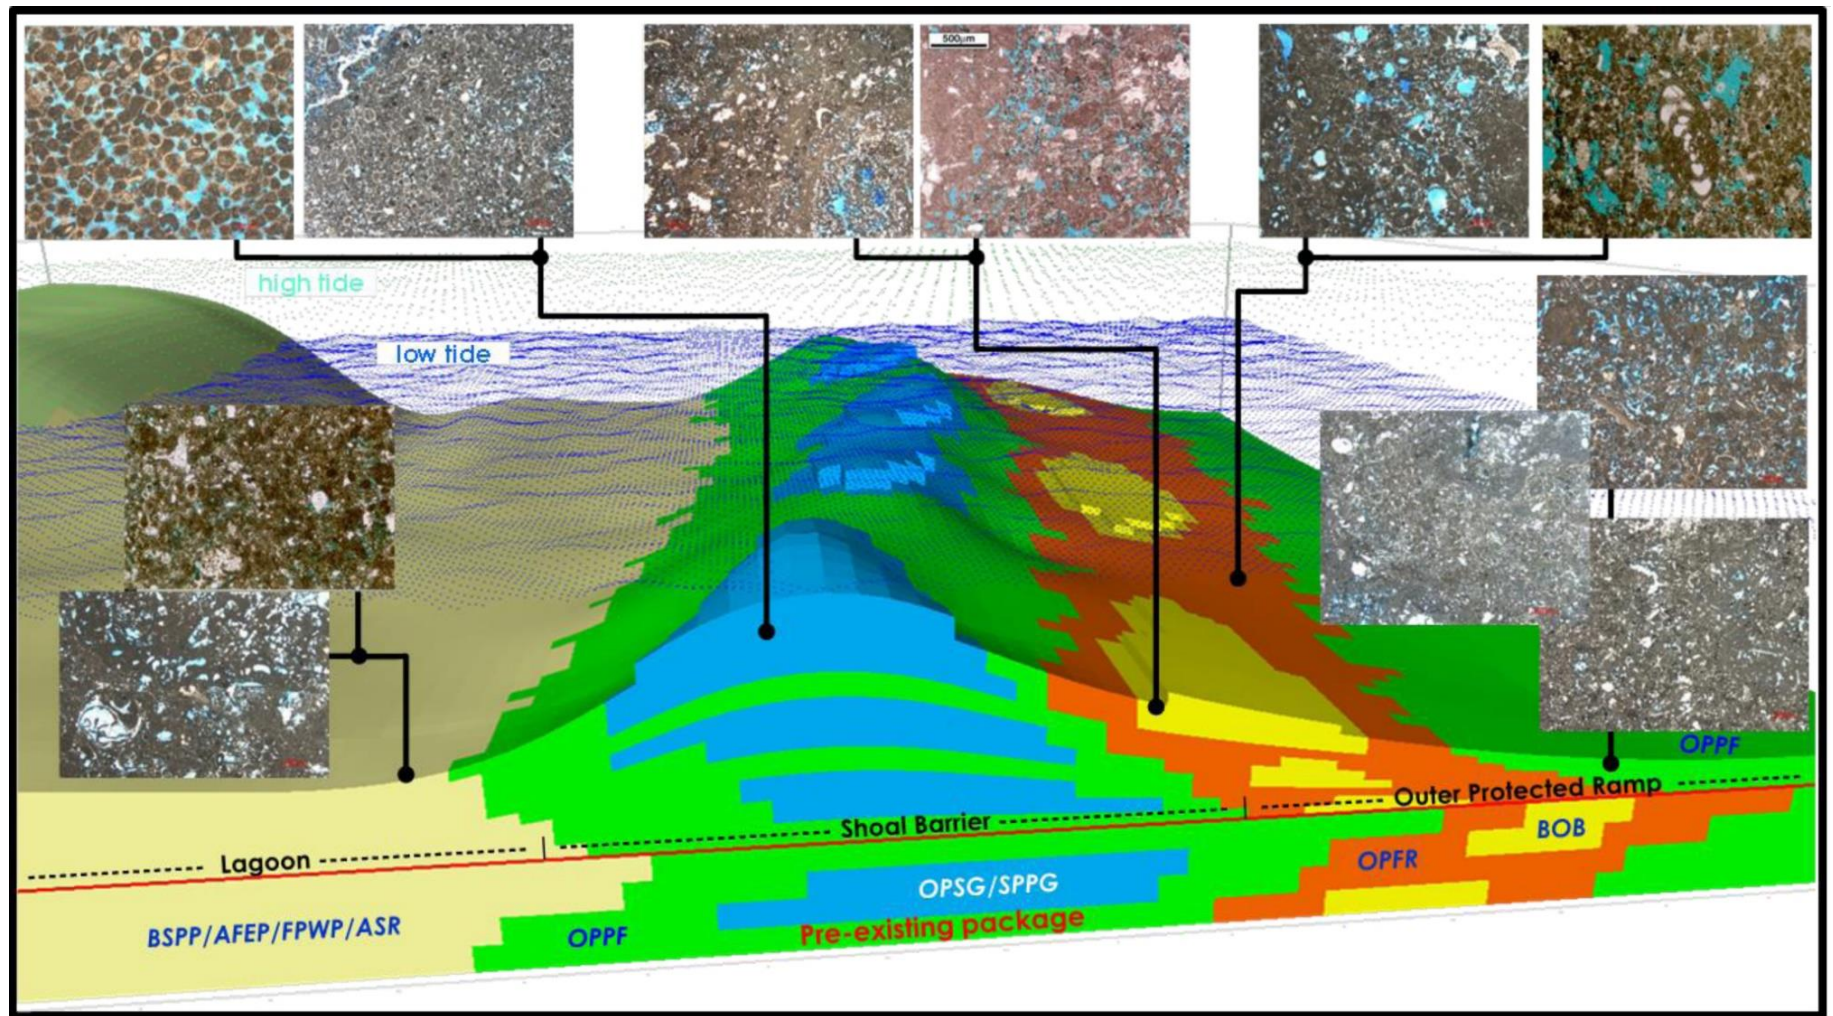 500μm
high tide
low tide
OPPF
Outer Protected Ramp
Shoal Barrier
Lagoon
BOB
OPFR
OPSG/SPPG
BSPP/AFEP/FPWP/ASR
OPPF
Pre-existing package